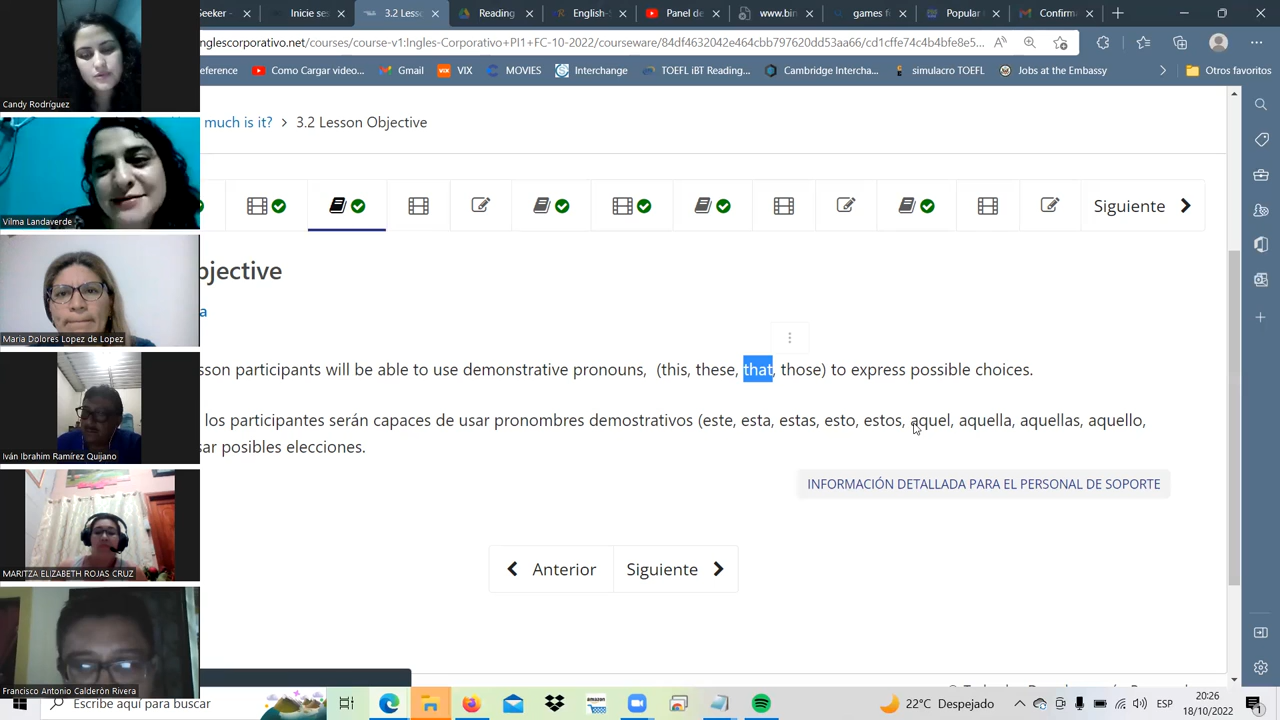 Seeker -
Inicie ses
3.2 Lesso
Reading
English-
Panel de
games fo
Popular
Confirm
nglescorporativo.net/courses/course-v1:Ingles-Corporativo+PI1+FC-10-2022/courseware/84df4632042e464cbb797620dd53aa66/cd1cffe74c4b4bfe8e5...
eference
Como Cargar video...
Gmail
VIX
MOVIES
Interchange
TOEFL iBT Reading...
Cambridge Intercha...
simulacro TOEFL
Jobs at the Embassy
Otros favoritos
Candy Rodríguez
much is it? > 3.2 Lesson Objective
Siguiente
Vilma Landaverde
bjective
a
Maria Dolores Lopez de Lopez
sson participants will be able to use demonstrative pronouns, (this, these, that, those) to express possible choices.
los participantes serán capaces de usar pronombres demostrativos (este, esta, estas, esto, estos, aquel, aquella, aquellas, aquello,
sar posibles elecciones.
Iván Ibrahim Ramírez Quijano
INFORMACIÓN DETALLADA PARA EL PERSONAL DE SOPORTE
Anterior
Siguiente
MARITZA ELIZABETH ROJAS CRUZ
Francisco Antonio Calderón Rivera
Escribe aquí para buscar
amazon
22°C Despejado
ESP
20:26
18/10/2022
1